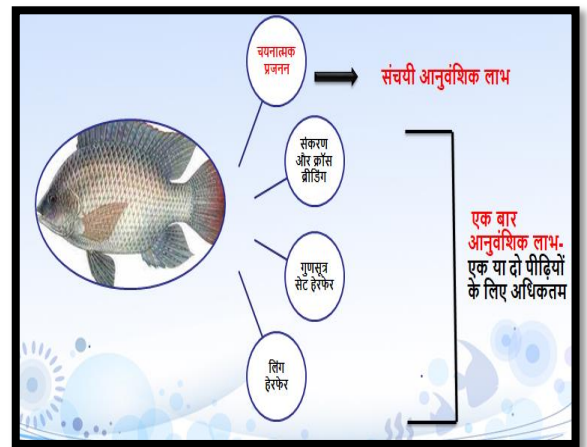 चयनात्मक
प्रजनन
संचयी आनुवंशिक लाभ
संकरण
और क्रॉस
ब्रीडिंग
एक बार
आनुवंशिक लाभ-
एक या दो पीढ़ियों
के लिए अधिकतम
गुणसूत्र
सेट हेरफेर
लिंग
हेरफेर